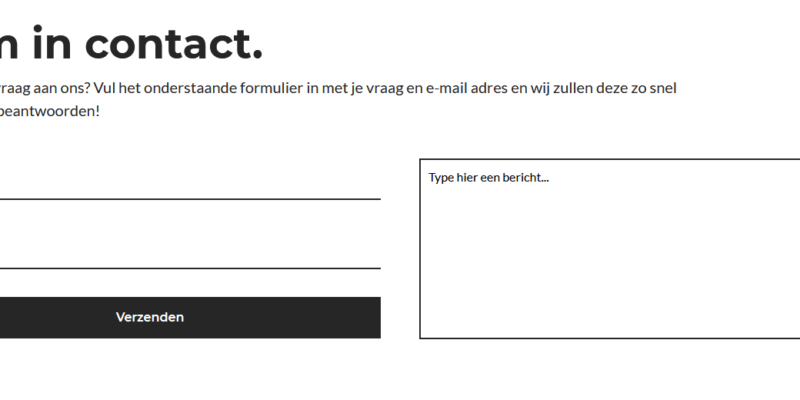 in contact.
aan ons? Vul het onderstaande formulier in met je vraag en e-mail adres en wij zullen deze zo snel
beantwoorden!
Type hier een bericht...
Verzenden